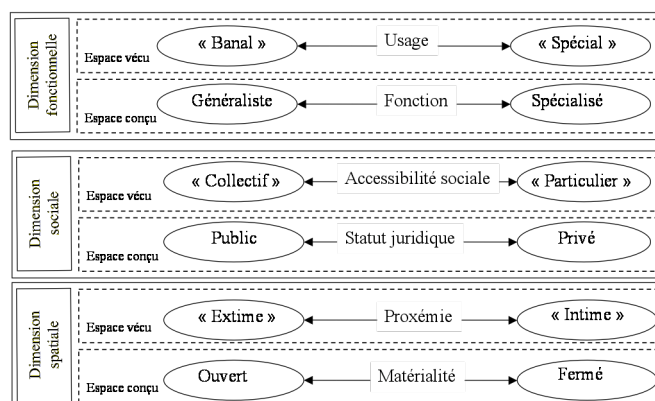 Dimension
fonctionnelle
Espace vécu
« Banal »
Usage
« Spécial »
Espace conçu
Généraliste
Fonction
Spécialisé
Dimension
sociale
Espace vécu
« Collectif »
Accessibilité sociale
« Particulier »
Espace conçu
Public
Statut juridique
Privé
Dimension
spatiale
Espace vécu
« Extime »
Proxémie
« Intime »
Espace conçu
Ouvert
Matérialité
Fermé